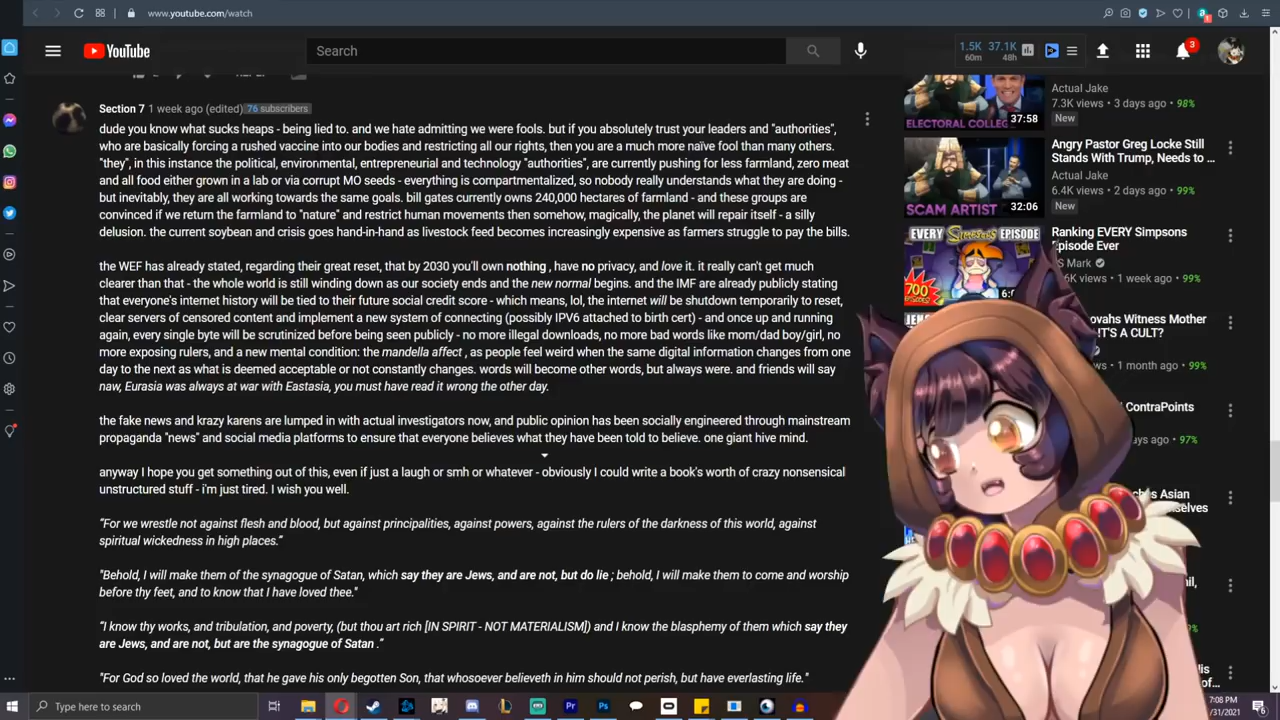 www.youtube.com/watch
1
YouTube
Search
1.5K 37.1K
60m 48h
3
Section 7 1 week ago (edited) 76 subscribers
dude you know what sucks heaps - being lied to. and we hate admitting we were fools. but if you absolutely trust your leaders and "authorities",
who are basically forcing a rushed vaccine into our bodies and restricting all our rights, then you are a much more naïve fool than many others.
"they", in this instance the political, environmental, entrepreneurial and technology "authorities", are currently pushing for less farmland, zero meat
and all food either grown in a lab or via corrupt MO seeds - everything is compartmentalized, so nobody really understands what they are doing -
but inevitably, they are all working towards the same goals. bill gates currently owns 240,000 hectares of farmland - and these groups are
convinced if we return the farmland to "nature" and restrict human movements then somehow, magically, the planet will repair itself - a silly
delusion. the current soybean and crisis goes hand-in-hand as livestock feed becomes increasingly expensive as farmers struggle to pay the bills.
the WEF has already stated, regarding their great reset, that by 2030 you'll own nothing , have no privacy, and love it. it really can't get much
clearer than that - the whole world is still winding down as our society ends and the new normal begins. and the IMF are already publicly stating
that everyone's internet history will be tied to their future social credit score - which means, lol, the internet will be shutdown temporarily to reset,
clear servers of censored content and implement a new system of connecting (possibly IPV6 attached to birth cert) - and once up and running
again, every single byte will be scrutinized before being seen publicly - no more illegal downloads, no more bad words like mom/dad boy/girl, no
more exposing rulers, and a new mental condition: the mandella affect , as people feel weird when the same digital information changes from one
day to the next as what is deemed acceptable or not constantly changes. words will become other words, but always were. and friends will say
naw, Eurasia was always at war with Eastasia, you must have read it wrong the other day.
the fake news and krazy karens are lumped in with actual investigators now, and public opinion has been socially engineered through mainstream
propaganda "news" and social media platforms to ensure that everyone believes what they have been told to believe. one giant hive mind.
anyway I hope you get something out of this, even if just a laugh or smh or whatever - obviously I could write a book's worth of crazy nonsensical
unstructured stuff - i'm just tired. I wish you well.
"For we wrestle not against flesh and blood, but against principalities, against powers, against the rulers of the darkness of this world, against
spiritual wickedness in high places."
"Behold, I will make them of the synagogue of Satan, which say they are Jews, and are not, but do lie ; behold, I will make them to come and worship
before thy feet, and to know that I have loved thee."
"I know thy works, and tribulation, and poverty, (but thou art rich [IN SPIRIT - NOT MATERIALISM]) and I know the blasphemy of them which say they
are Jews, and are not, but are the synagogue of Satan ."
"For God so loved the world, that he gave his only begotten Son, that whosoever believeth in him should not perish, but have everlasting life."
ELECTORAL COLLEG
37:58
Actual Jake
7.3K views • 3 days ago • 98%
New
SCAM ARTIST
32:06
Angry Pastor Greg Locke Still
Stands With Trump, Needs to ...
6.4K views • 2 days ago • 99%
New
EVERY Simpsons EPISODE
700
EPISODES
Ranking EVERY Simpsons
Episode Ever
S Mark
6K views • 1 week ago • 99%
ovahs Witness Mother
HIT'S A CULT?
ago • 99%
ContraPoints
ago • 97%
Asian
Type here to search
7:08 PM
/31/2021
6